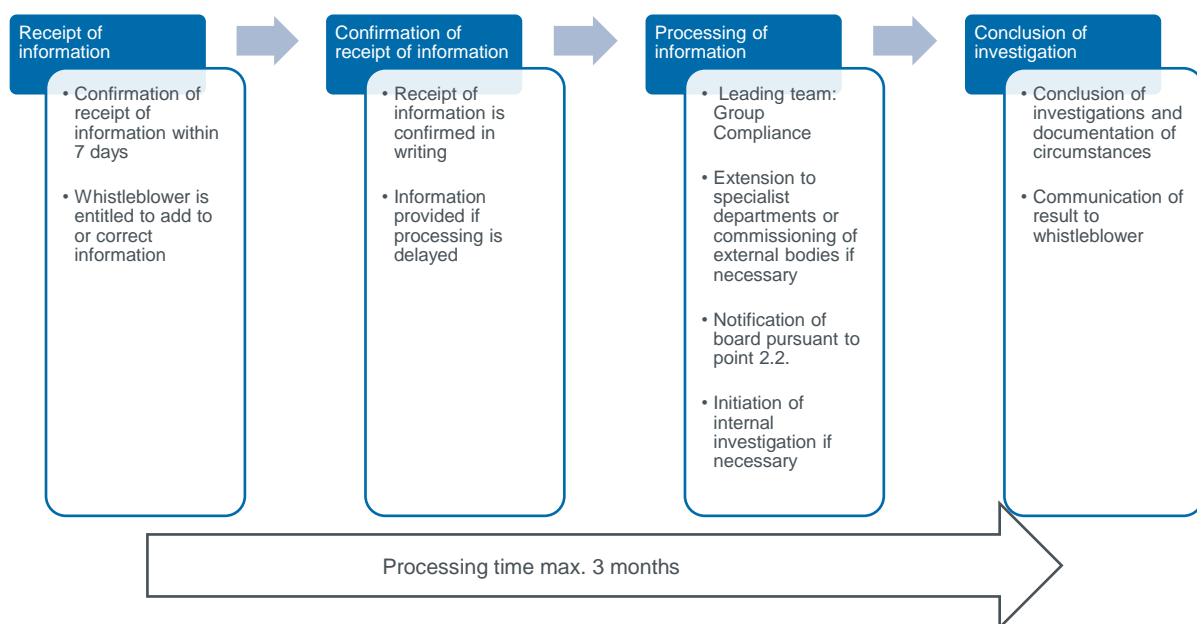 Receipt of
information
• Confirmation of
receipt of
information within
7 days
• Whistleblower is
entitled to add to
or correct
information
Confirmation of
receipt of information
• Receipt of
information is
confirmed in
writing
• Information
provided if
processing is
delayed
Processing of
information
• Leading team:
Group
Compliance
• Extension to
specialist
departments or
commissioning of
external bodies if
necessary
• Notification of
board pursuant to
point 2.2.
• Initiation of
internal
investigation if
necessary
Conclusion of
investigation
• Conclusion of
investigations and
documentation of
circumstances
• Communication of
result to
whistleblower
Processing time max. 3 months